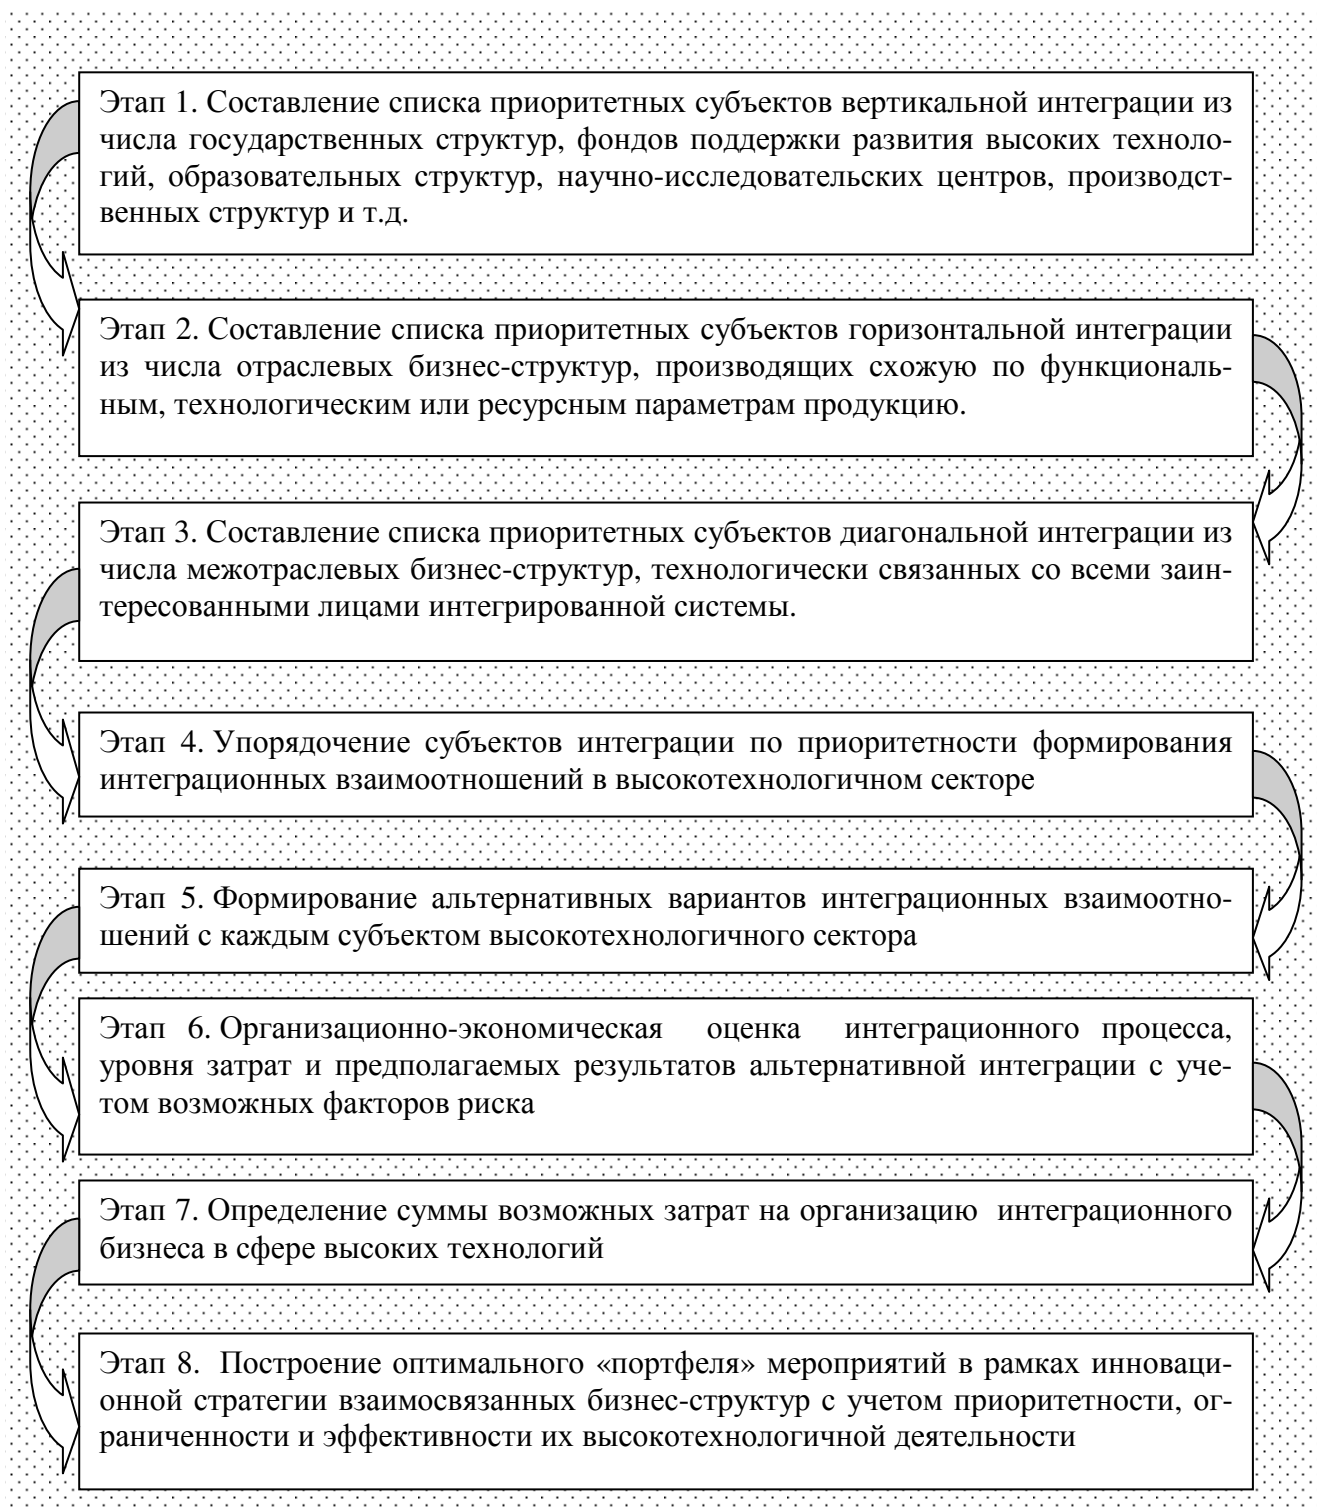 Этап 1. Составление списка приоритетных субъектов вертикальной интеграции из
числа государственных структур, фондов поддержки развития высоких техноло-
гий, образовательных структур, научно-исследовательских центров, производст-
венных структур и т.д.
Этап 2. Составление списка приоритетных субъектов горизонтальной интеграции
из числа отраслевых бизнес-структур, производящих схожую по функциональ-
ным, технологическим или ресурсным параметрам продукцию.
Этап 3. Составление списка приоритетных субъектов диагональной интеграции из
числа межотраслевых бизнес-структур, технологически связанных со всеми заин-
тересованными лицами интегрированной системы.
Этап 4. Упорядочение субъектов интеграции по приоритетности формирования
интеграционных взаимоотношений в высокотехнологичном секторе
Этап 5. Формирование альтернативных вариантов интеграционных взаимоотно-
шений с каждым субъектом высокотехнологичного сектора
Этап 6. Организационно-экономическая оценка интеграционного процесса,
уровня затрат и предполагаемых результатов альтернативной интеграции с уче-
том возможных факторов риска
Этап 7. Определение суммы возможных затрат на организацию интеграционного
бизнеса в сфере высоких технологий
Этап 8. Построение оптимального «портфеля» мероприятий в рамках инноваци-
онной стратегии взаимосвязанных бизнес-структур с учетом приоритетности, ог-
раниченности и эффективности их высокотехнологичной деятельности